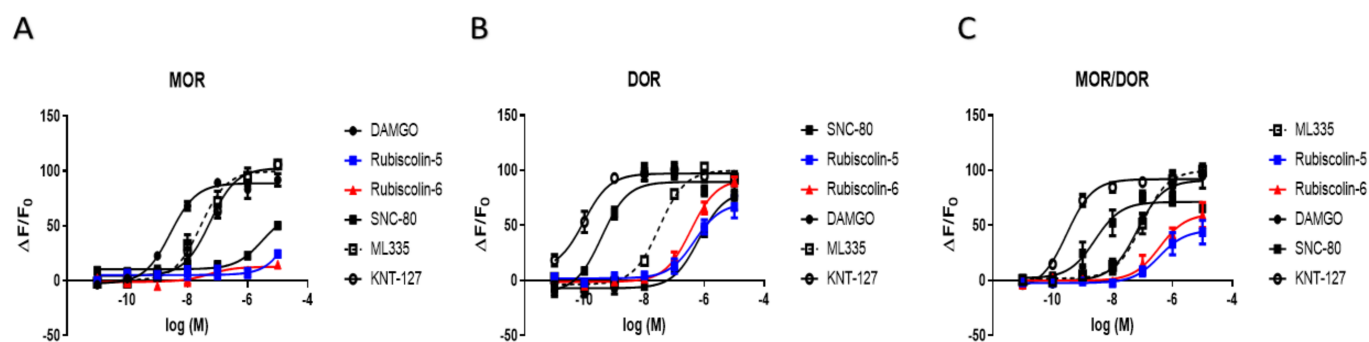 A
B
C
MOR
DOR
MOR/DOR
150
100
50
0
-50
-10
-8
-6
-4
ΔF/F0
log (M)
DAMGO
Rubiscolin-5
Rubiscolin-6
SNC-80
ML335
KNT-127
150
100
50
0
-50
-10
-8
-6
-4
ΔF/F0
log (M)
SNC-80
Rubiscolin-5
Rubiscolin-6
DAMGO
ML335
KNT-127
150
100
50
0
-50
-10
-8
-6
-4
ΔF/F0
log (M)
ML335
Rubiscolin-5
Rubiscolin-6
DAMGO
SNC-80
KNT-127